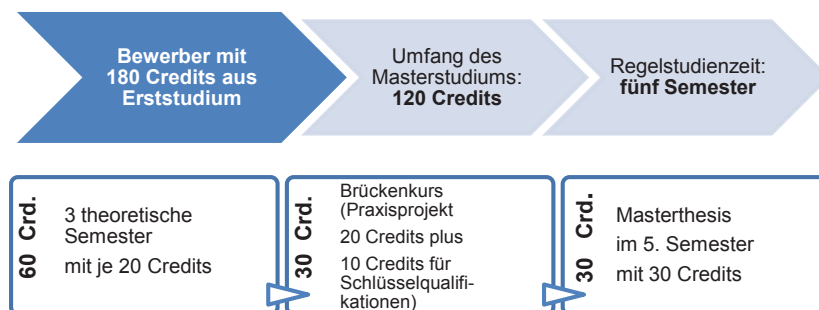 Bewerber mit
180 Credits aus
Erststudium
Umfang des
Masterstudiums:
120 Credits
Regelstudienzeit:
fünf Semester
60 Crd.
3 theoretische
Semester
mit je 20 Credits
30 Crd.
Brückenkurs
(Praxisprojekt
20 Credits plus
10 Credits für
Schlüsselqualifi-
kationen)
30 Crd.
Masterthesis
im 5. Semester
mit 30 Credits